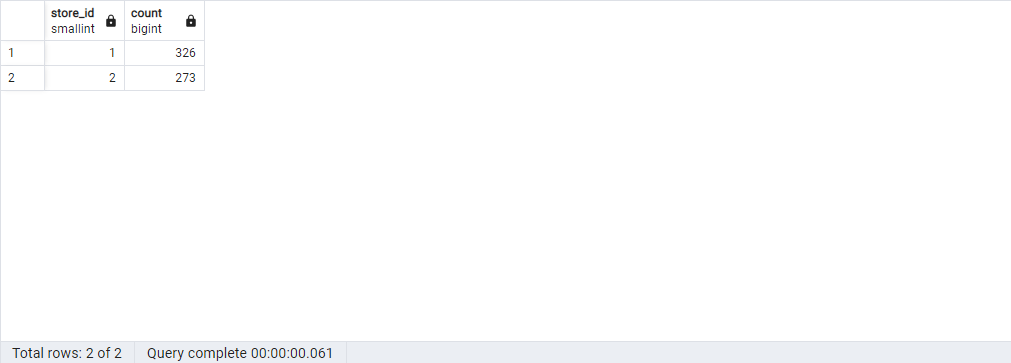 store_id count
smallint bigint
1 1 326
2 2 273
Total rows: 2 of 2 Query complete 00:00:00.061